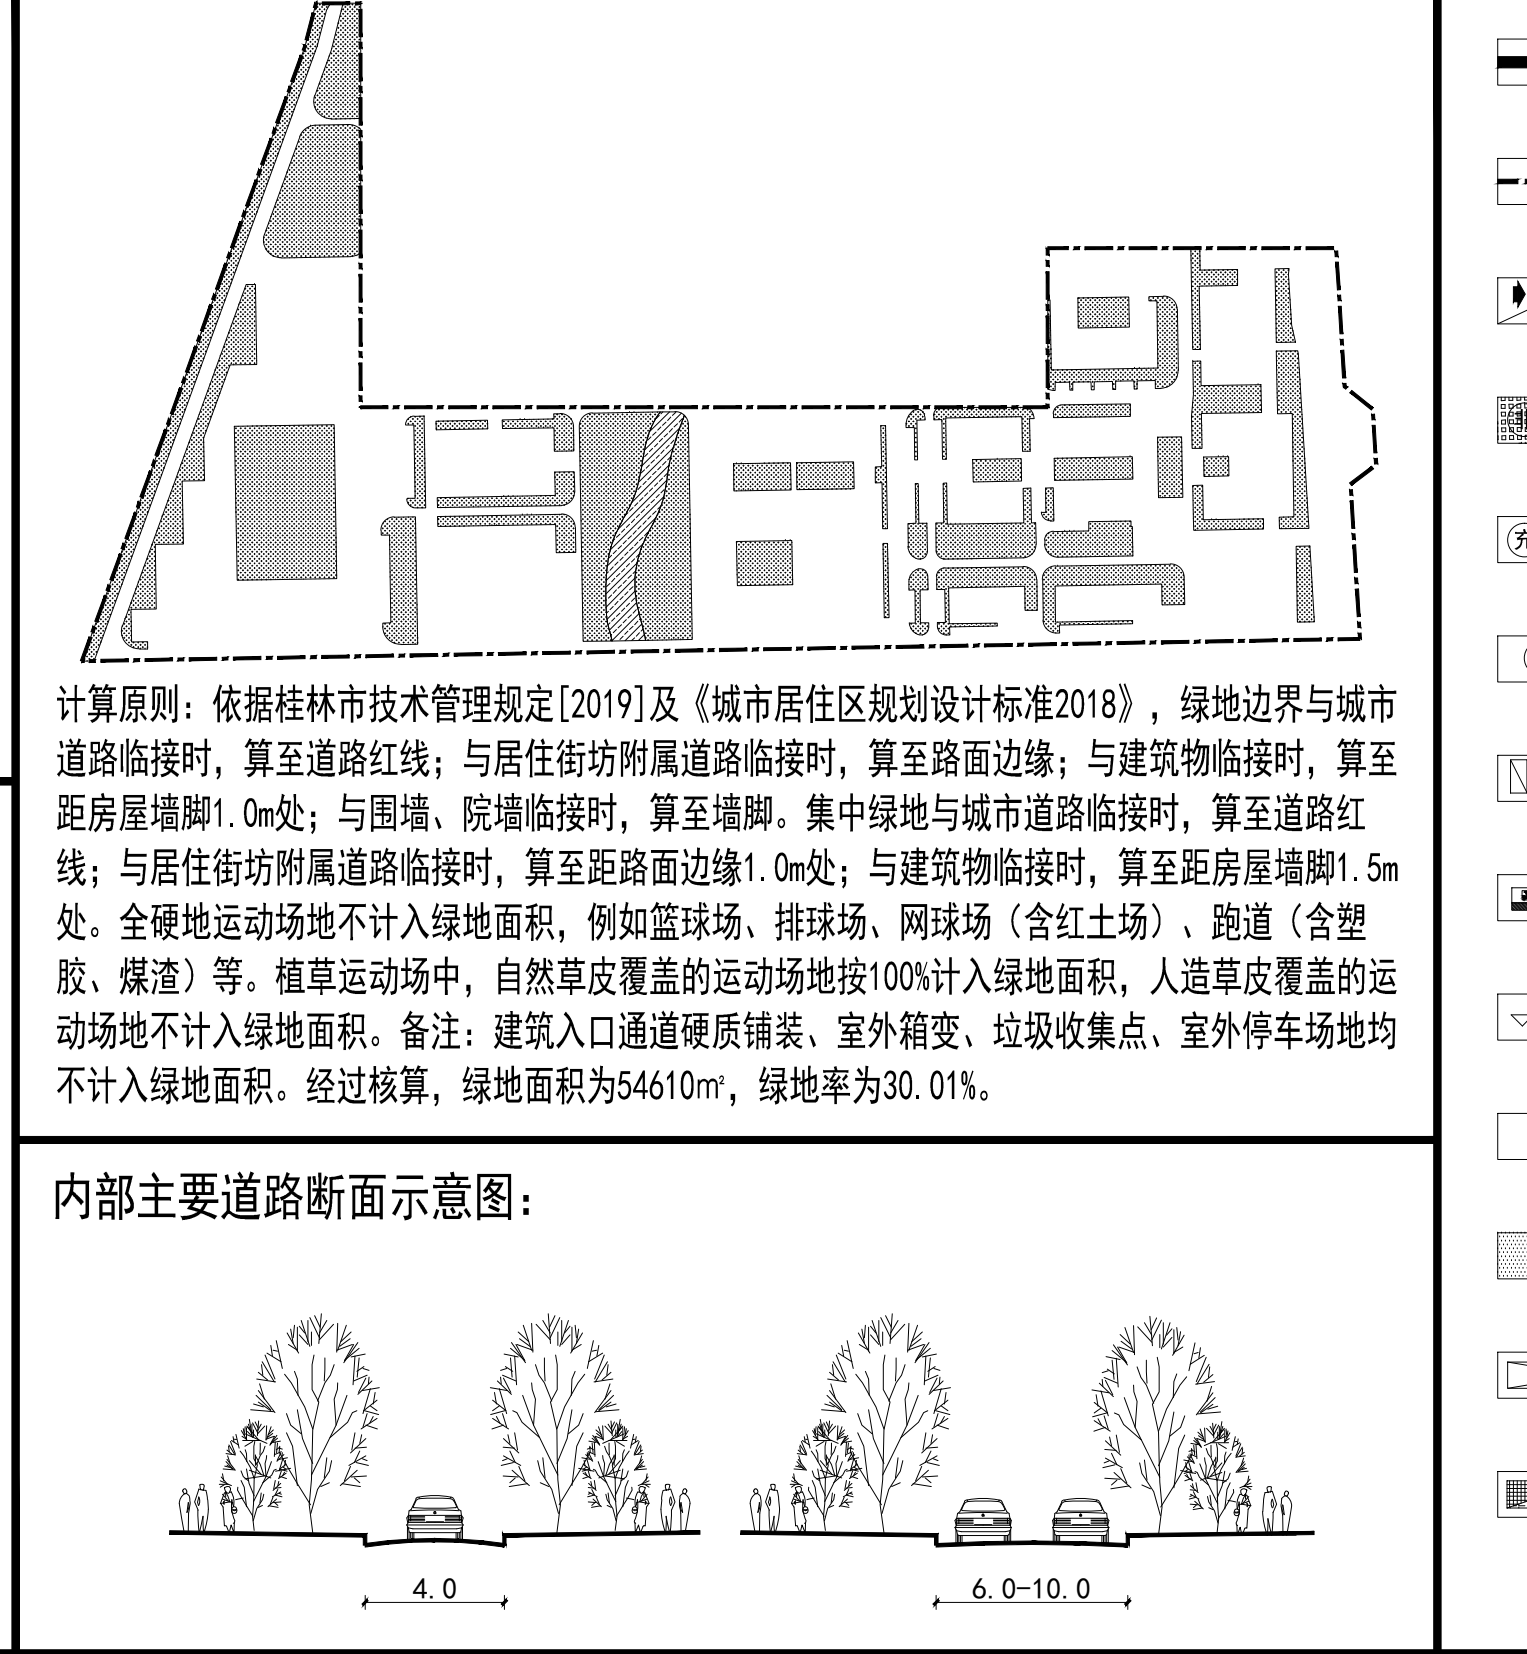 计算原则：依据桂林市技术管理规定[2019]及《城市居住区规划设计标准2018》，绿地边界与城市
道路临接时，算至道路红线；与居住街坊附属道路临接时，算至路面边缘；与建筑物临接时，算至
距房屋墙脚1.0m处；与围墙、院墙临接时，算至墙脚。集中绿地与城市道路临接时，算至道路红
线；与居住街坊附属道路临接时，算至距路面边缘1.0m处；与建筑物临接时，算至距房屋墙脚1.5m
处。全硬地运动场地不计入绿地面积，例如篮球场、排球场、网球场（含红土场）、跑道（含塑
胶、煤渣）等。植草运动场中，自然草皮覆盖的运动场地按100%计入绿地面积，人造草皮覆盖的运
动场地不计入绿地面积。备注：建筑入口通道硬质铺装、室外箱变、垃圾收集点、室外停车场地均
不计入绿地面积。经过核算，绿地面积为54610㎡，绿地率为30.01%。
内部主要道路断面示意图：
4.0
6.0-10.0